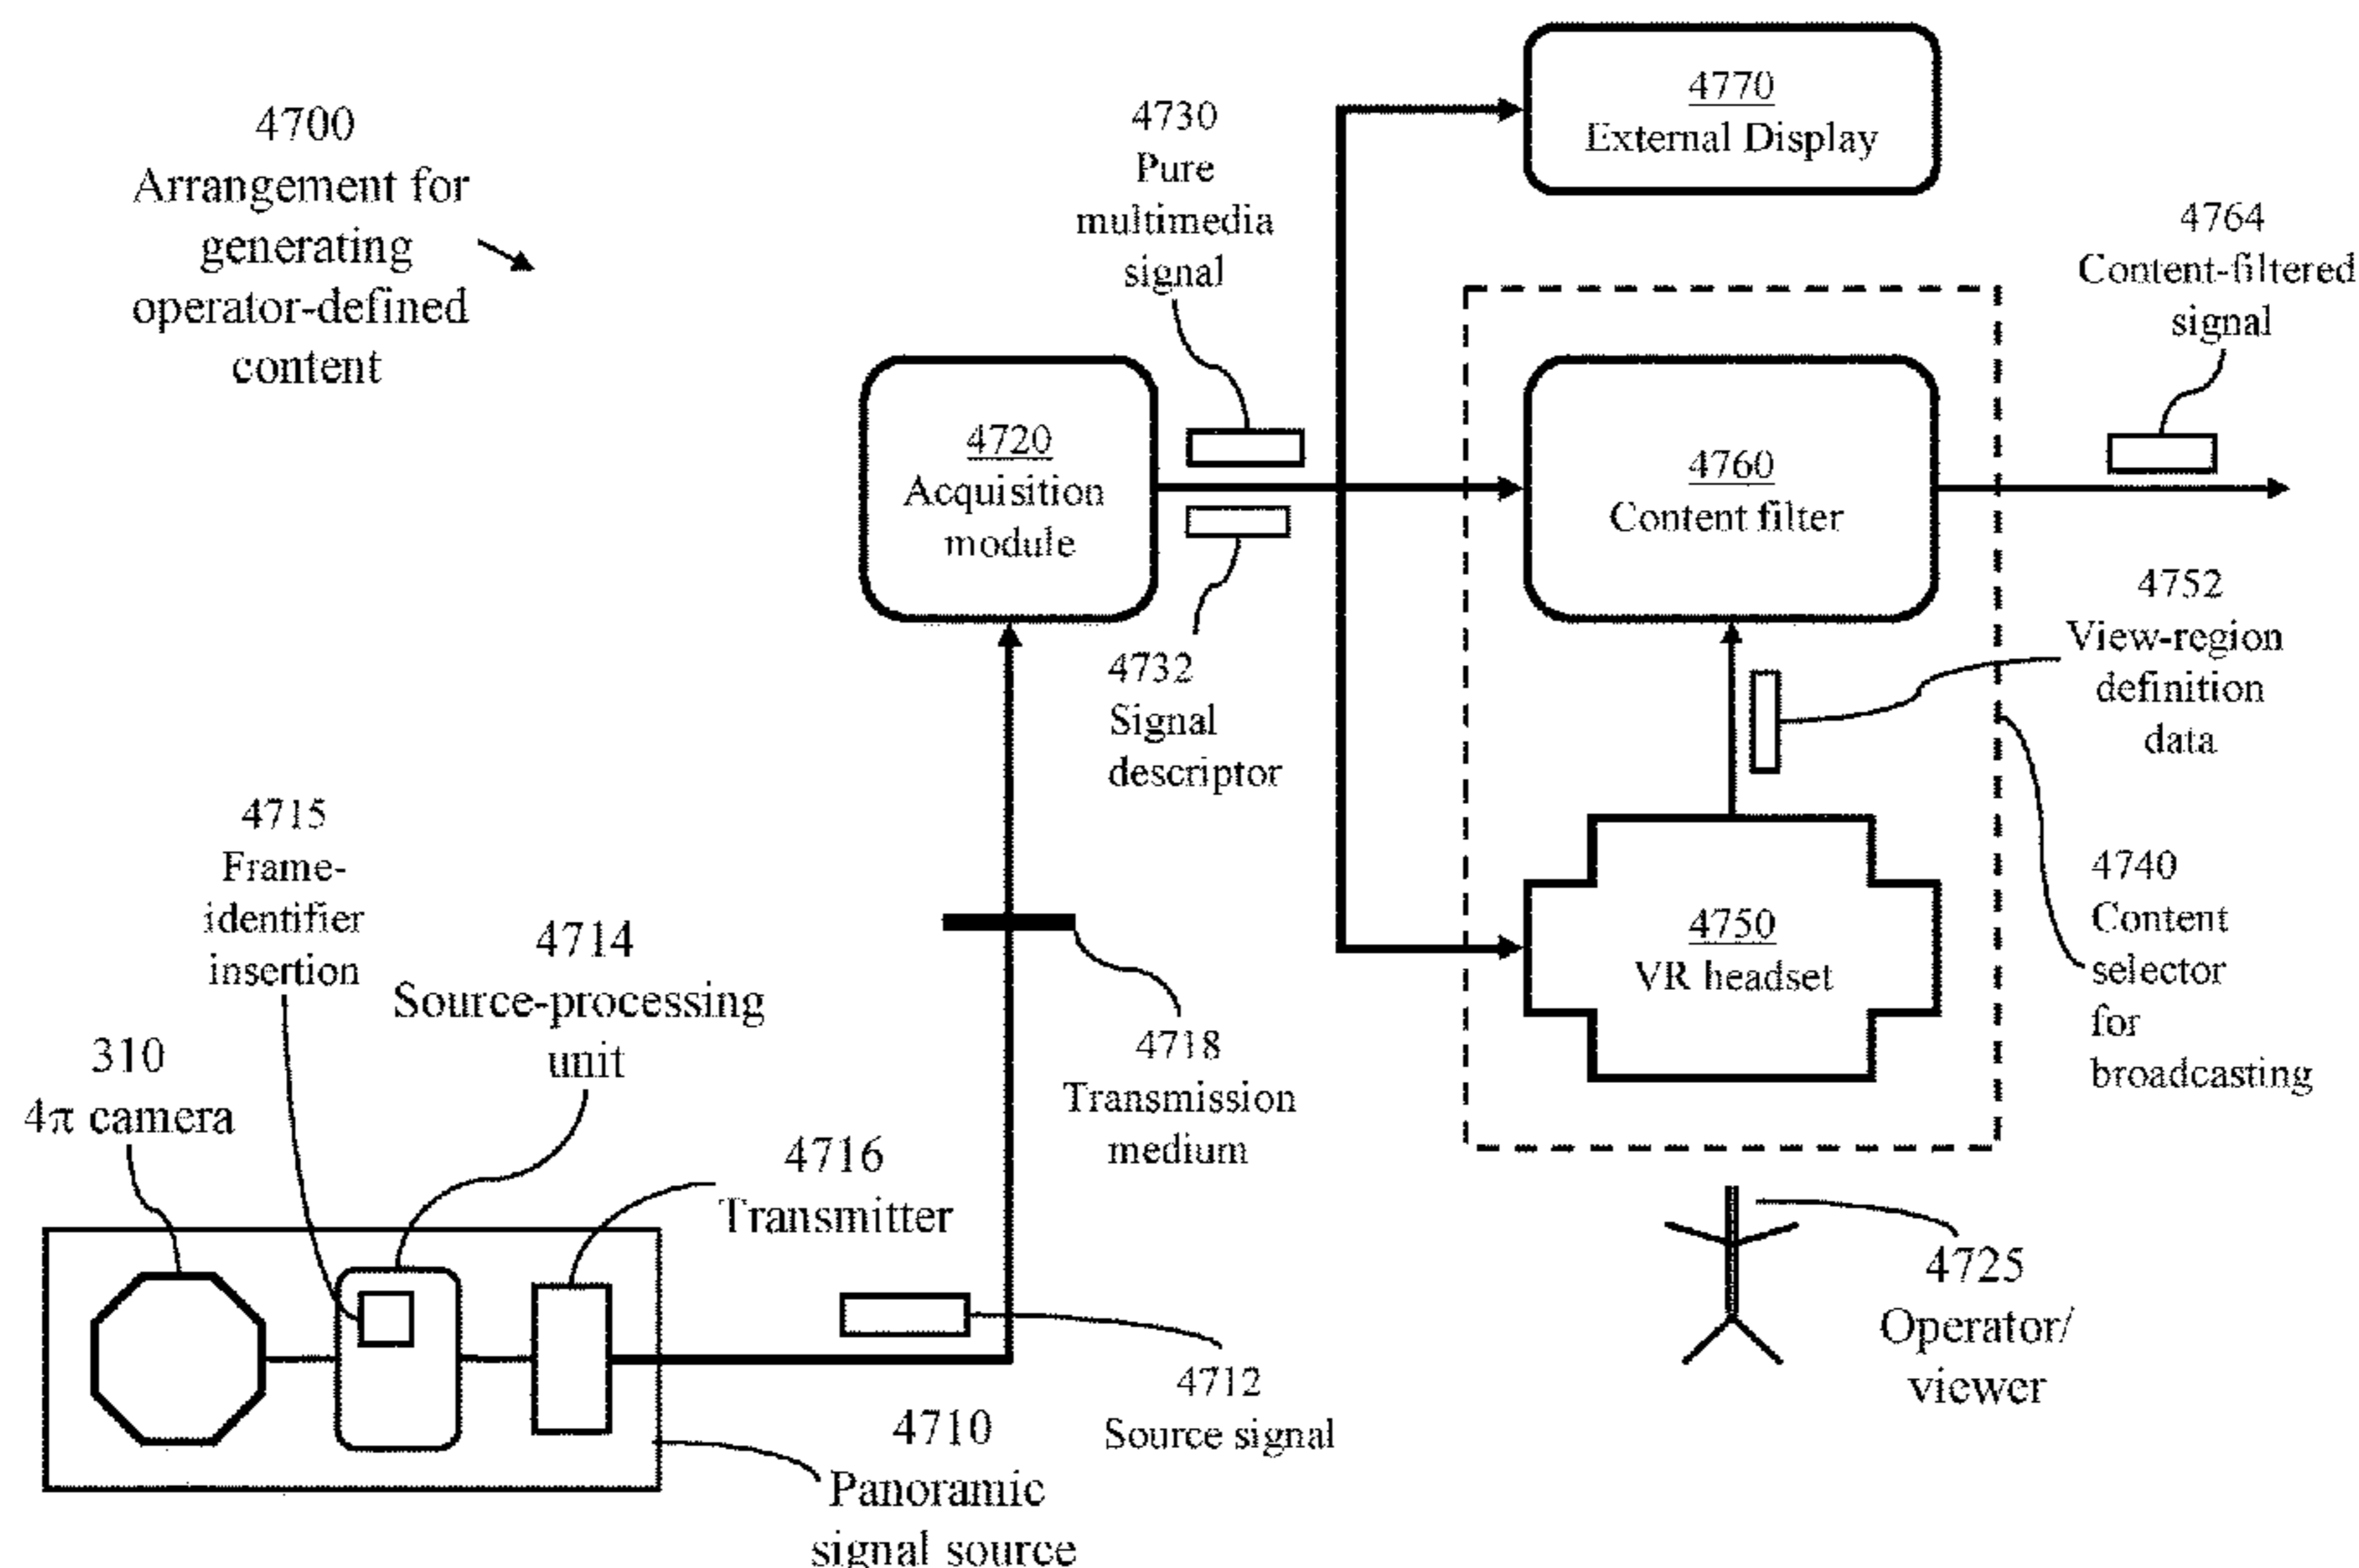 4700
Arrangement for
generating
operator-defined
content
4730
Pure
multimedia
signal
4770
External Display
4764
Content-filtered
signal
4720
Acquisition
module
4760
Content filter
4732
Signal
descriptor
4752
View-region
definition
data
4715
Frame-
identifier
insertion
4714
Source-processing
unit
4750
VR headset
4740
Content
selector
for
broadcasting
310
4π camera
4718
Transmission
medium
4716
Transmitter
4725
Operator/
viewer
4712
Source signal
4710
Panoramic
signal source